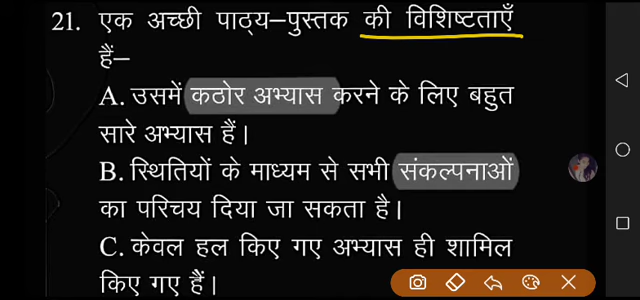 21. एक अच्छी पाठ्य–पुस्तक की विशिष्टताएँ
हैं–
A. उसमें कठोर अभ्यास करने के लिए बहुत
सारे अभ्यास हैं।
B. स्थितियों के माध्यम से सभी संकल्पनाओं
का परिचय दिया जा सकता है।
C. केवल हल किए गए अभ्यास ही शामिल
किए गए हैं।